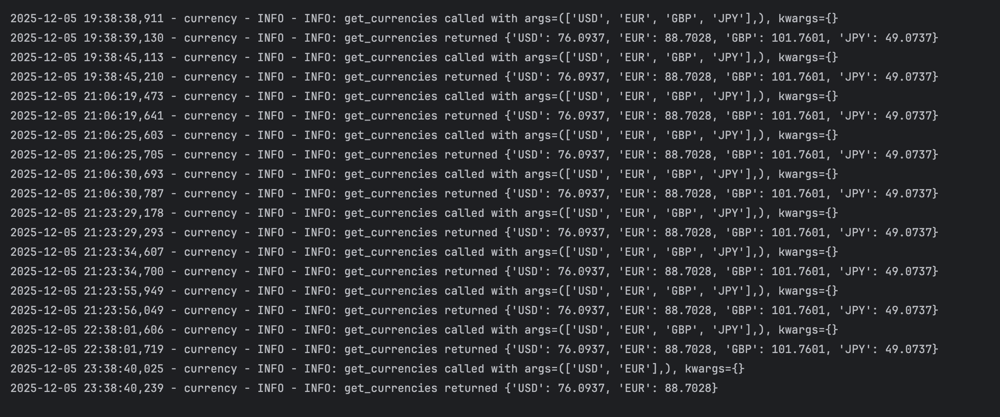 2025-12-05 19:38:38,911 - currency - INFO - INFO: get_currencies called with args=(['USD', 'EUR', 'GBP', 'JPY'],), kwargs={}
2025-12-05 19:38:39,130 - currency - INFO - INFO: get_currencies returned {'USD': 76.0937, 'EUR': 88.7028, 'GBP': 101.7601, 'JPY': 49.0737}
2025-12-05 19:38:45,113 - currency - INFO - INFO: get_currencies called with args=(['USD', 'EUR', 'GBP', 'JPY'],), kwargs={}
2025-12-05 19:38:45,210 - currency - INFO - INFO: get_currencies returned {'USD': 76.0937, 'EUR': 88.7028, 'GBP': 101.7601, 'JPY': 49.0737}
2025-12-05 21:06:19,473 - currency - INFO - INFO: get_currencies called with args=(['USD', 'EUR', 'GBP', 'JPY'],), kwargs={}
2025-12-05 21:06:19,641 - currency - INFO - INFO: get_currencies returned {'USD': 76.0937, 'EUR': 88.7028, 'GBP': 101.7601, 'JPY': 49.0737}
2025-12-05 21:06:25,603 - currency - INFO - INFO: get_currencies called with args=(['USD', 'EUR', 'GBP', 'JPY'],), kwargs={}
2025-12-05 21:06:25,705 - currency - INFO - INFO: get_currencies returned {'USD': 76.0937, 'EUR': 88.7028, 'GBP': 101.7601, 'JPY': 49.0737}
2025-12-05 21:06:30,693 - currency - INFO - INFO: get_currencies called with args=(['USD', 'EUR', 'GBP', 'JPY'],), kwargs={}
2025-12-05 21:06:30,787 - currency - INFO - INFO: get_currencies returned {'USD': 76.0937, 'EUR': 88.7028, 'GBP': 101.7601, 'JPY': 49.0737}
2025-12-05 21:23:29,178 - currency - INFO - INFO: get_currencies called with args=(['USD', 'EUR', 'GBP', 'JPY'],), kwargs={}
2025-12-05 21:23:29,293 - currency - INFO - INFO: get_currencies returned {'USD': 76.0937, 'EUR': 88.7028, 'GBP': 101.7601, 'JPY': 49.0737}
2025-12-05 21:23:34,607 - currency - INFO - INFO: get_currencies called with args=(['USD', 'EUR', 'GBP', 'JPY'],), kwargs={}
2025-12-05 21:23:34,700 - currency - INFO - INFO: get_currencies returned {'USD': 76.0937, 'EUR': 88.7028, 'GBP': 101.7601, 'JPY': 49.0737}
2025-12-05 21:23:55,949 - currency - INFO - INFO: get_currencies called with args=(['USD', 'EUR', 'GBP', 'JPY'],), kwargs={}
2025-12-05 21:23:56,049 - currency - INFO - INFO: get_currencies returned {'USD': 76.0937, 'EUR': 88.7028, 'GBP': 101.7601, 'JPY': 49.0737}
2025-12-05 22:38:01,606 - currency - INFO - INFO: get_currencies called with args=(['USD', 'EUR', 'GBP', 'JPY'],), kwargs={}
2025-12-05 22:38:01,719 - currency - INFO - INFO: get_currencies returned {'USD': 76.0937, 'EUR': 88.7028, 'GBP': 101.7601, 'JPY': 49.0737}
2025-12-05 23:38:40,025 - currency - INFO - INFO: get_currencies called with args=(['USD', 'EUR'],), kwargs={}
2025-12-05 23:38:40,239 - currency - INFO - INFO: get_currencies returned {'USD': 76.0937, 'EUR': 88.7028}